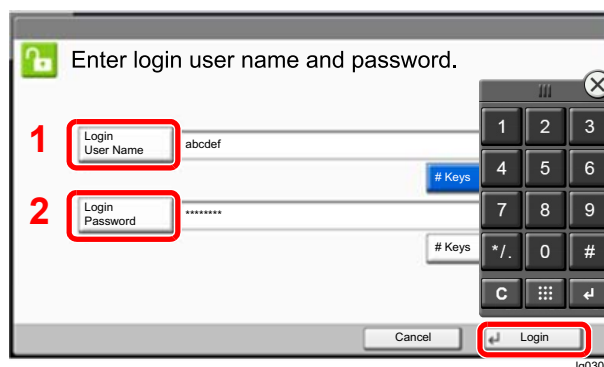 Enter login user name and password.
1
Login
User Name
abcdef
# Keys
2
Login
Password
********
# Keys
1 2 3
4 5 6
7 8 9
*/. 0 #
C
Cancel
Login